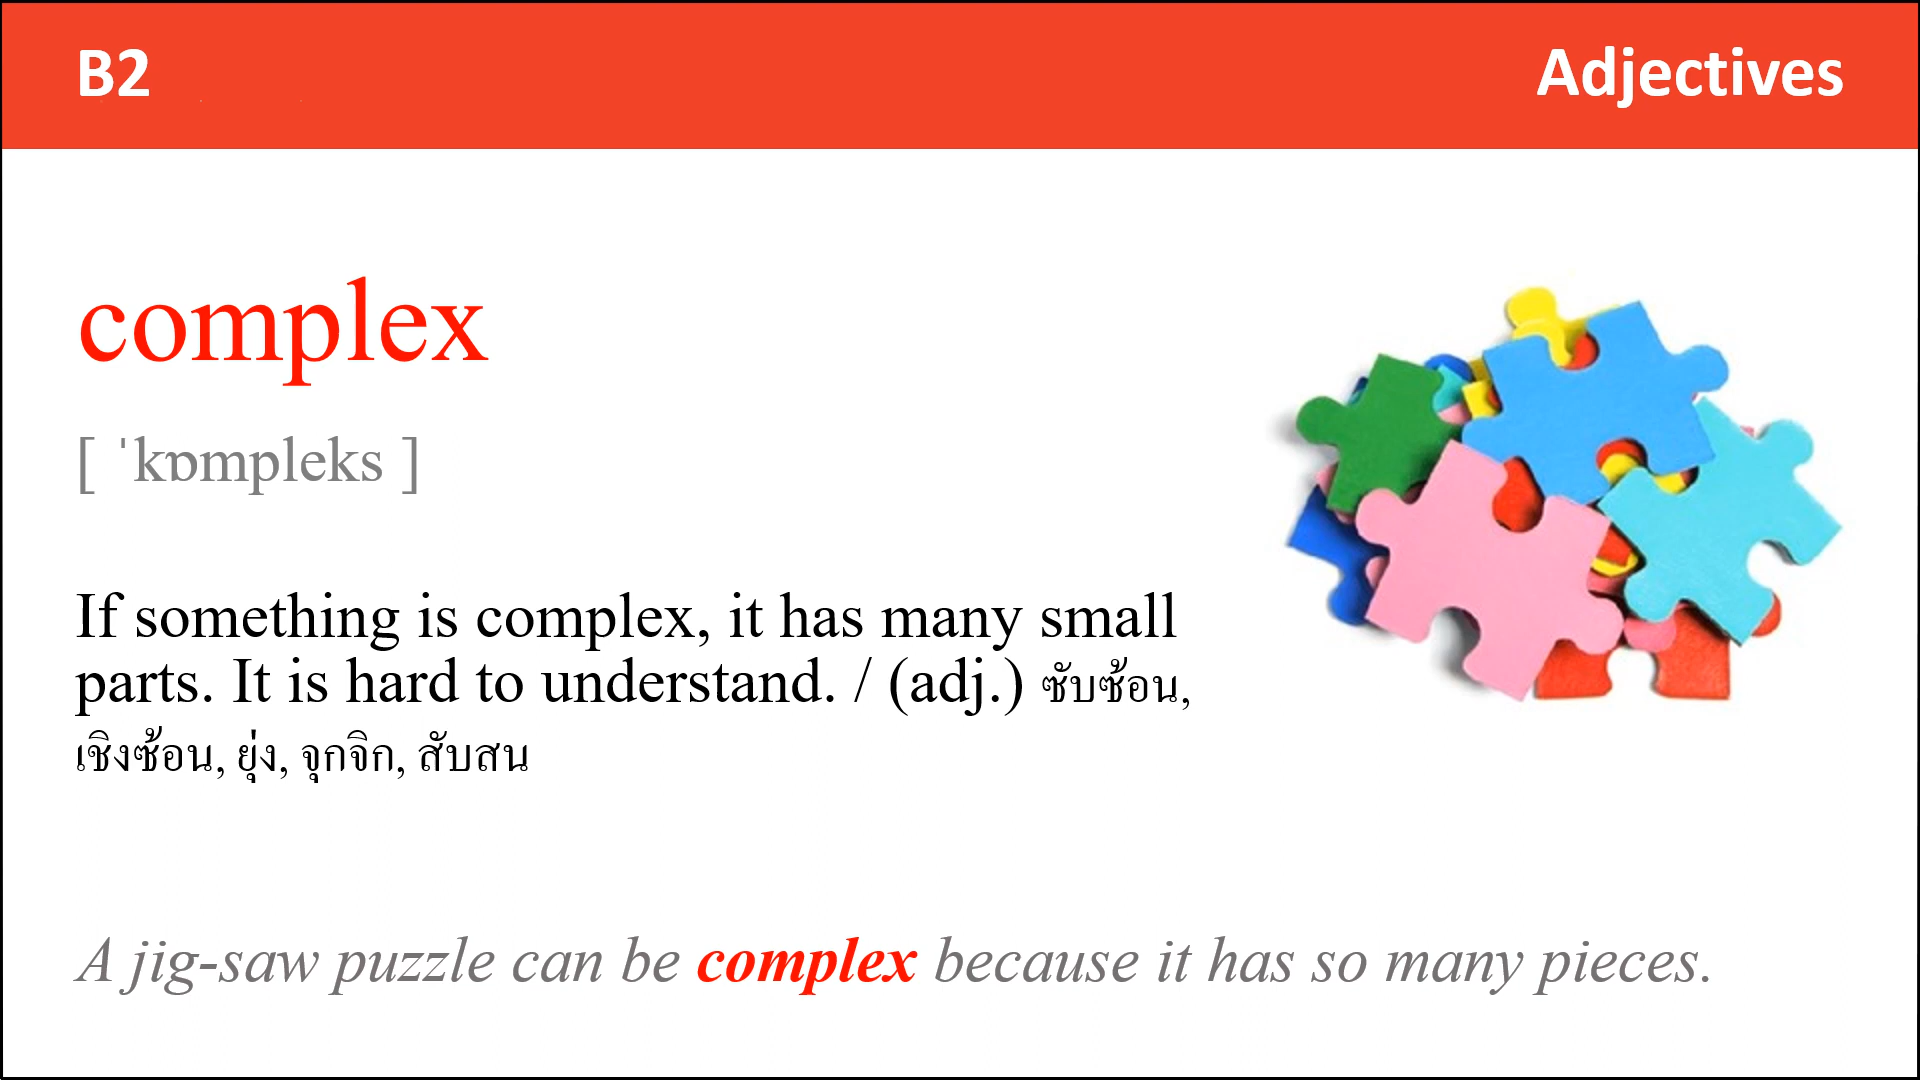 B2 Adjectives
complex
[ ˈkɒmpleks ]
If something is complex, it has many small
parts. It is hard to understand. / (adj.) ซับซ้อน,
เชิงซ้อน, ยุ่ง, จุกจิก, สับสน
A jig-saw puzzle can be complex because it has so many pieces.